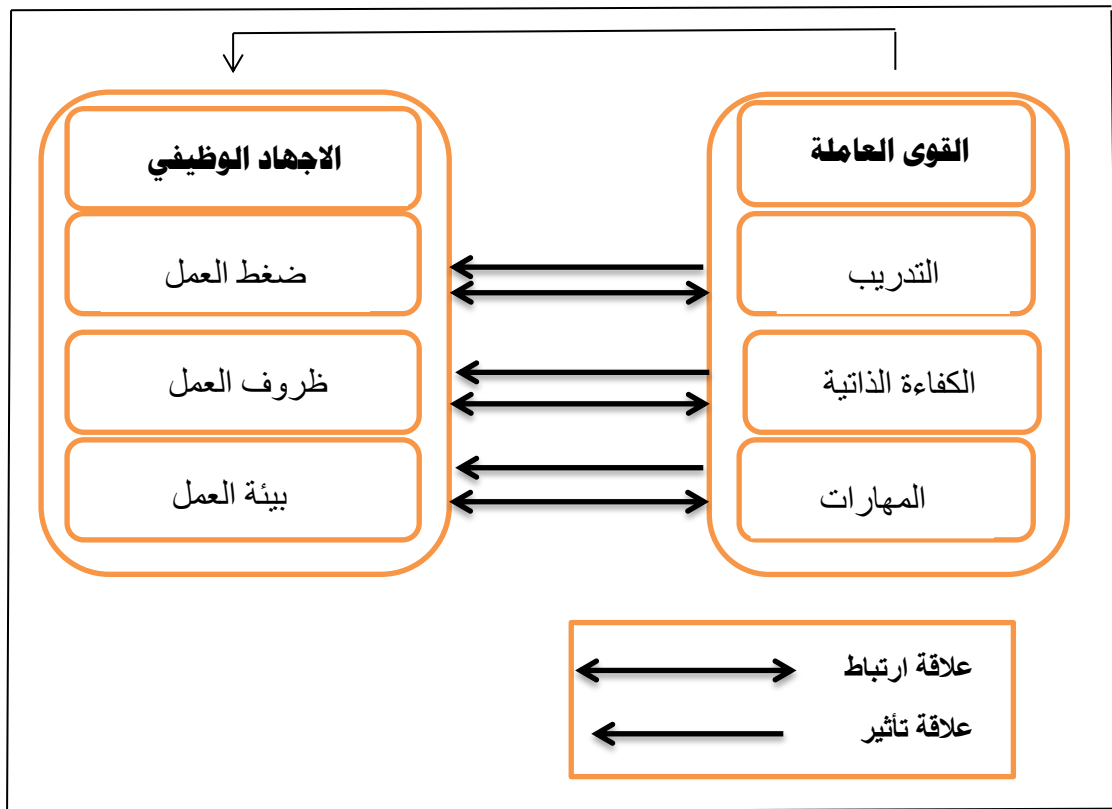 القوى العاملة
الاجهاد الوظيفي
التدريب
ضغط العمل
الكفاءة الذاتية
ظروف العمل
المهارات
بيئة العمل
علاقة ارتباط
علاقة تأثير